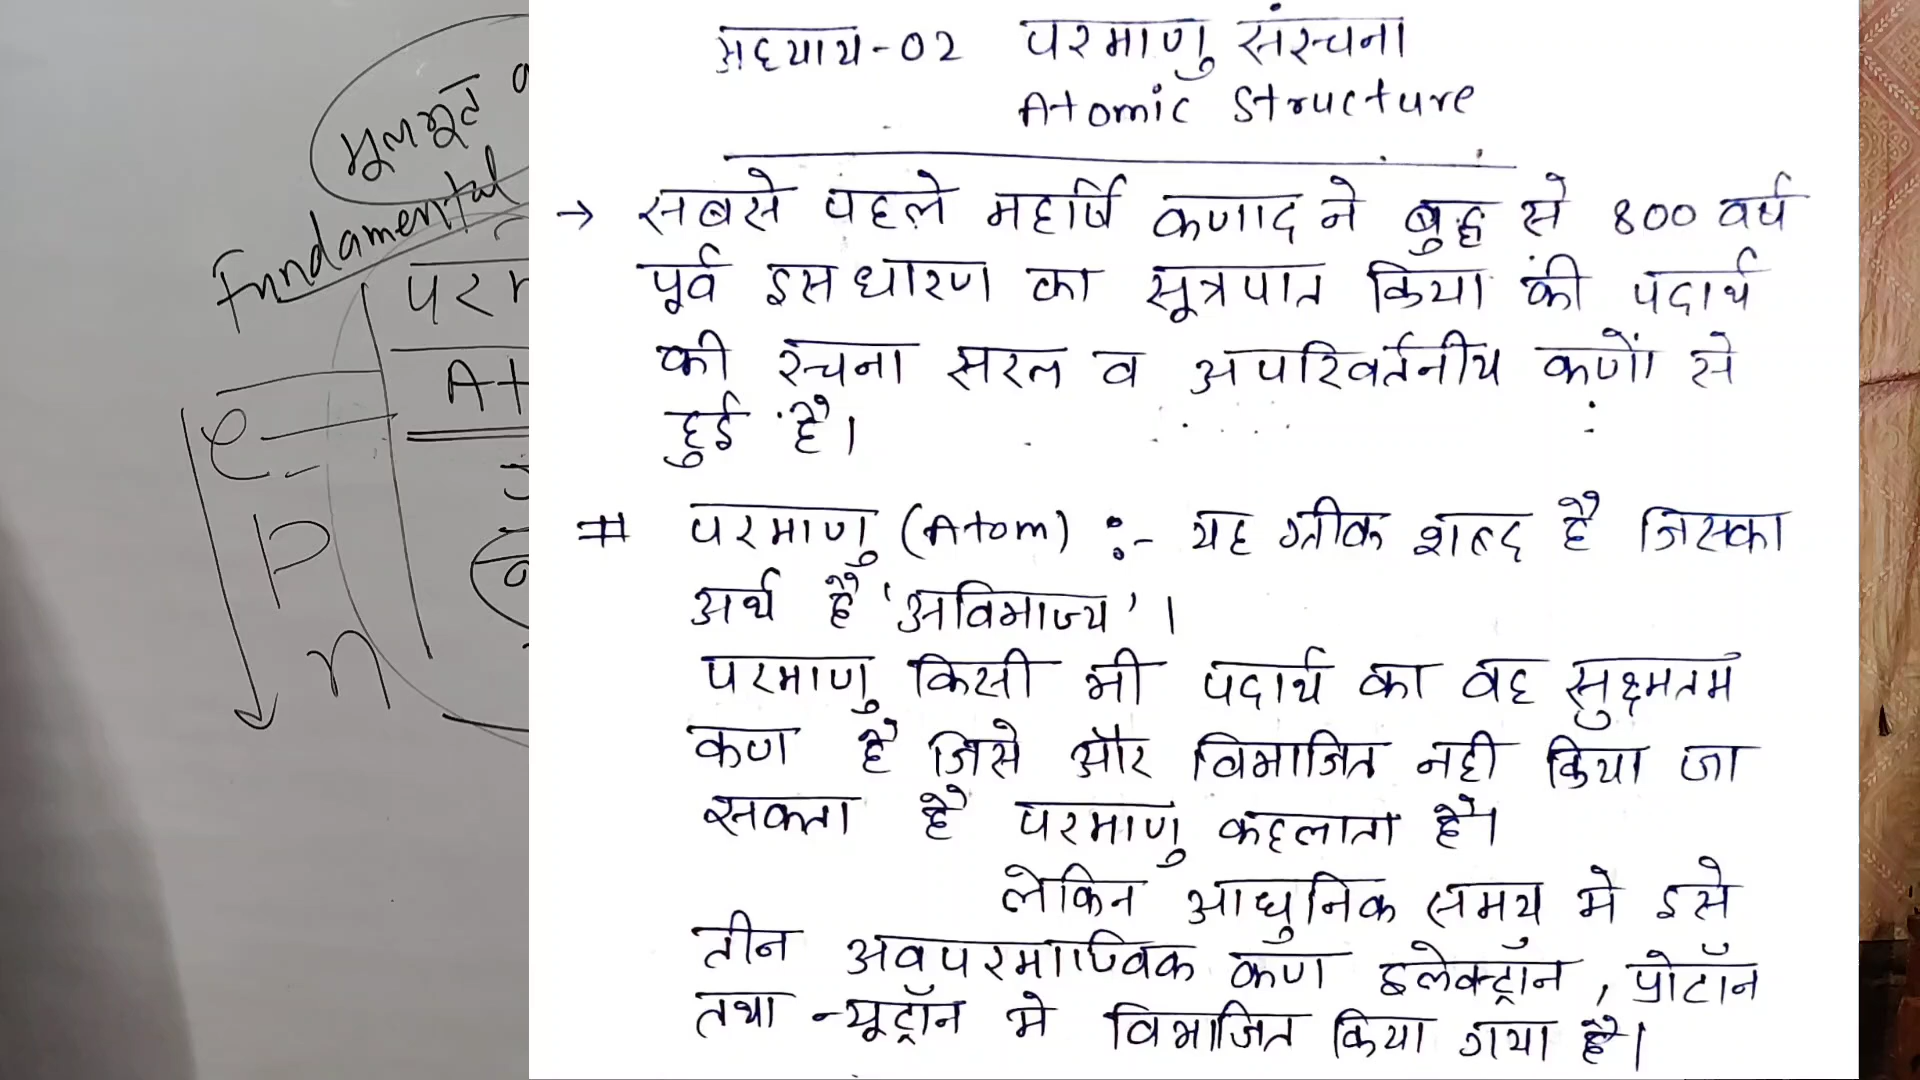 अध्याय-02 परमाणु संरचना
Atomic Structure
→ सबसे पहले महर्षि कणाद ने बुद्ध से 800 वर्ष
पूर्व इस धारण का सूत्रपात किया की पदार्थ
की रचना सरल व अपरिवर्तनीय कणों से
हुई है।
# परमाणु (Atom) :- यह ग्रीक शब्द है जिसका
अर्थ है 'अविभाज्य'।
परमाणु किसी भी पदार्थ का वह सुक्ष्मतम
कण है जिसे और विभाजित नही किया जा
सकता है परमाणु कहलाता है।
लेकिन आधुनिक समय मे इसे
तीन अवपरमाण्विक कण इलेक्ट्रॉन, प्रोटॉन
तथा न्यूट्रॉन मे विभाजित किया गया है।
मूलभूत
Fundamental
e-
P
n